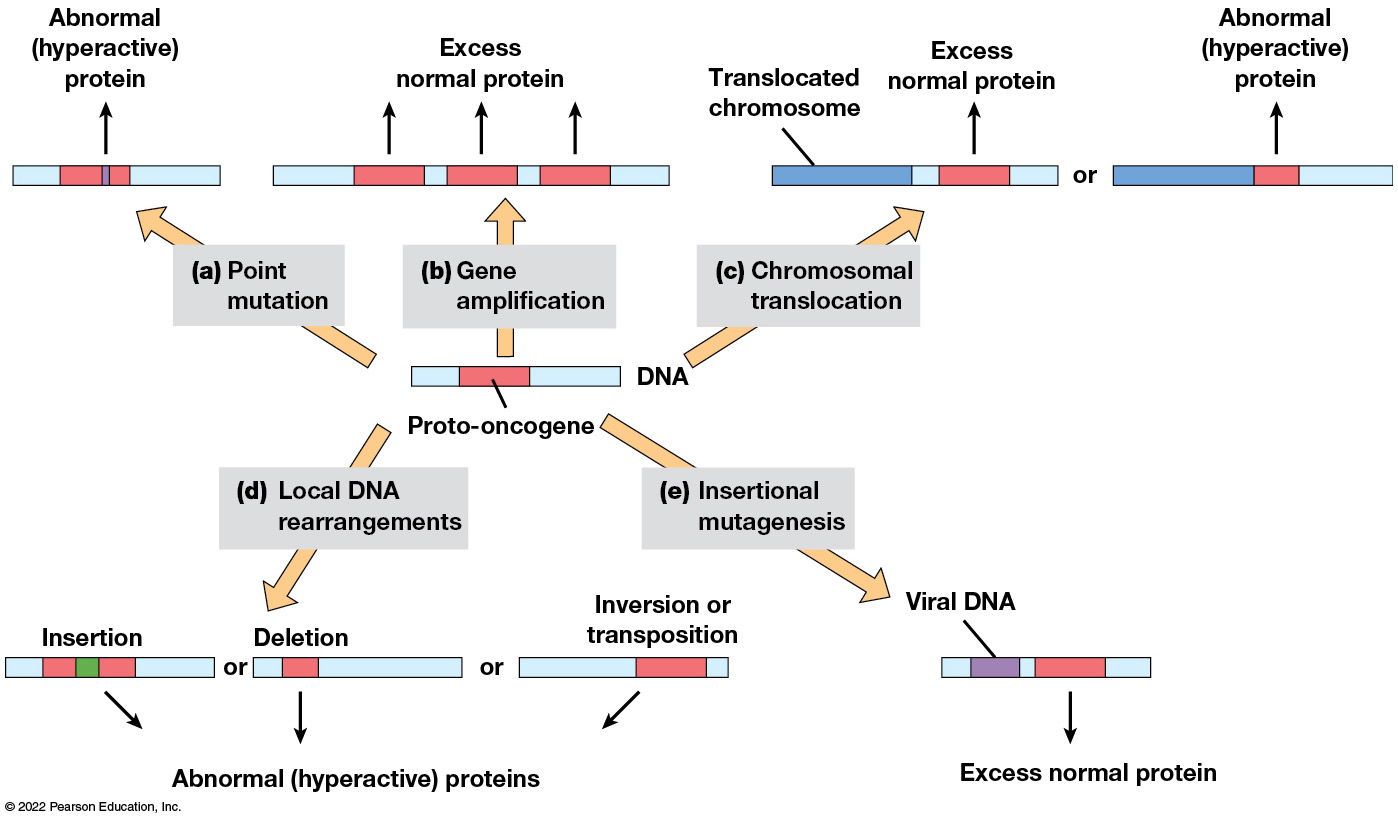 Abnormal
(hyperactive)
protein
Excess
normal protein
Translocated
chromosome
Excess
normal protein
Abnormal
(hyperactive)
protein
or
(a) Point
mutation
(b) Gene
amplification
(c) Chromosomal
translocation
DNA
Proto-oncogene
(d) Local DNA
rearrangements
(e) Insertional
mutagenesis
Insertion
or
Deletion
or
Inversion or
transposition
Viral DNA
Abnormal (hyperactive) proteins
Excess normal protein
© 2022 Pearson Education, Inc.